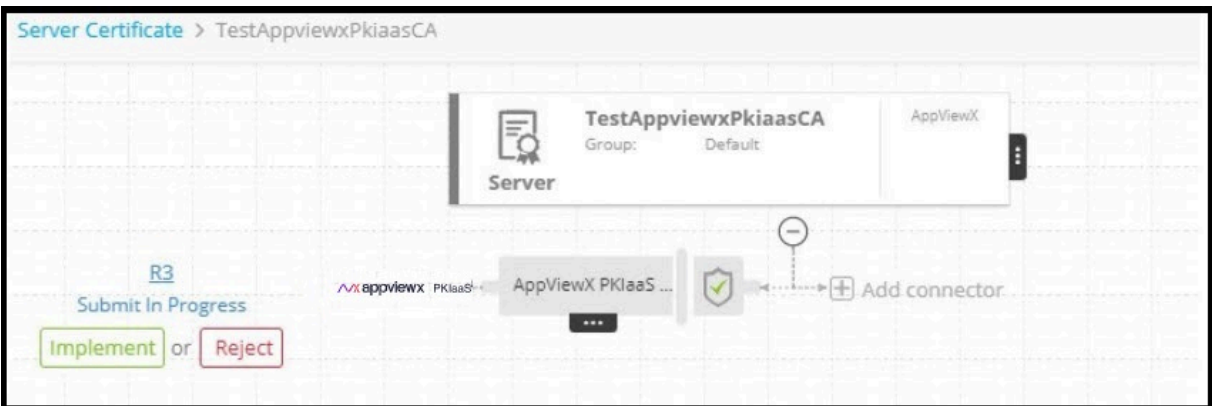 Server Certificate > TestAppviewxPkiaasCA
TestAppviewxPkiaasCA
AppViewX
Group: Default
Server
R3
Submit In Progress
Implement or Reject
appviewx PKIaaS
AppViewX PKIaaS ...
Add connector